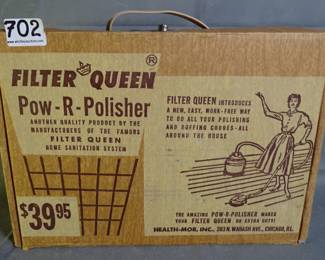 702
®
FILTER QUEEN
Pow-R-Polisher
ANOTHER QUALITY PRODUCT BY THE
MANUFACTURERS OF THE FAMOUS
FILTER QUEEN
HOME SANITATION SYSTEM
$39.95
FILTER QUEEN INTRODUCES
A NEW, EASY, WORK-FREE WAY
TO DO ALL YOUR POLISHING
AND BUFFING CHORES-ALL
AROUND THE HOUSE
THE AMAZING POW-R-POLISHER MAKES
YOUR FILTER QUEEN DO EXTRA DUTY!
HEALTH-MOR, INC., 203 N. WABASH AVE., CHICAGO, ILL.